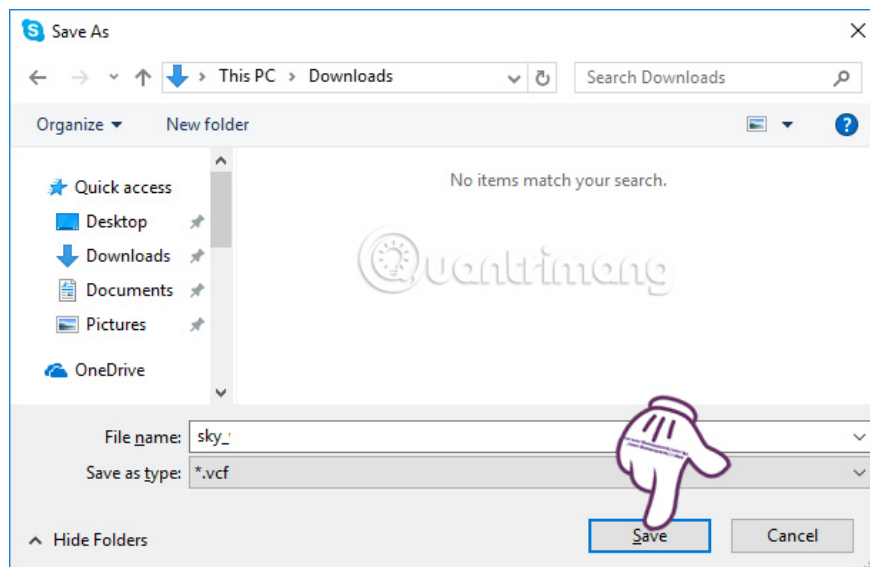 Save As
This PC > Downloads
Search Downloads
Organize
New folder
Quick access
Desktop
Downloads
Documents
Pictures
OneDrive
No items match your search.
Quantrimang
File name: sky_
Save as type: *.vcf
Hide Folders
Save
Cancel